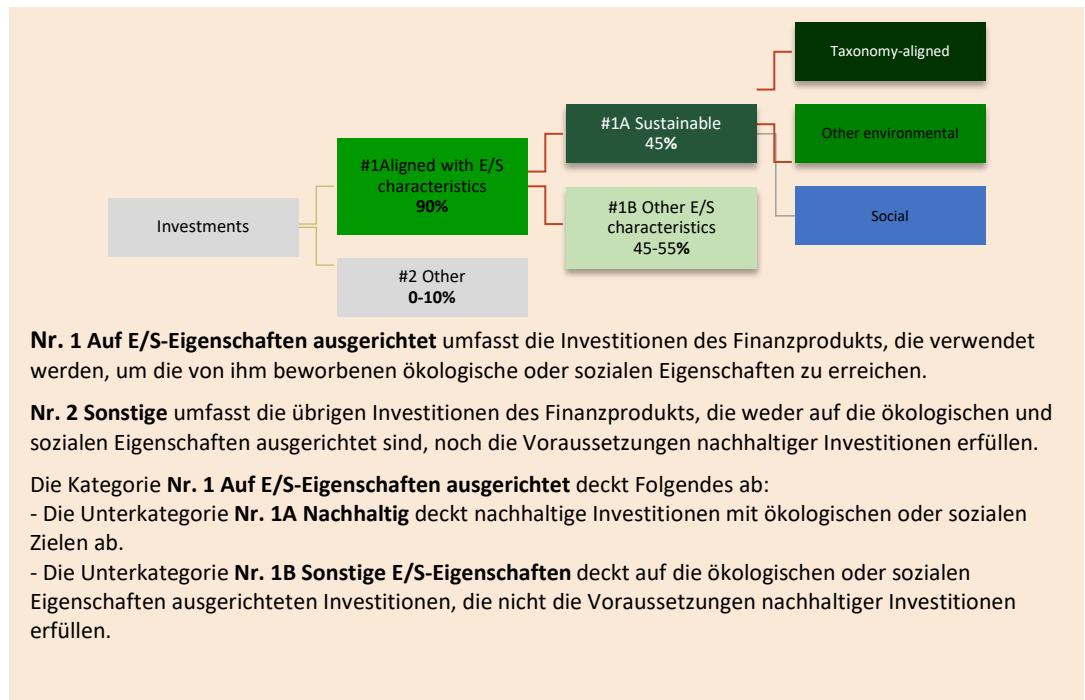 Taxonomy-aligned
#1A Sustainable
45%
Other environmental
#1Aligned with E/S
characteristics
90%
#1B Other E/S
characteristics
45-55%
Social
Investments
#2 Other
0-10%
Nr. 1 Auf E/S-Eigenschaften ausgerichtet umfasst die Investitionen des Finanzprodukts, die verwendet
werden, um die von ihm beworbenen ökologische oder sozialen Eigenschaften zu erreichen.
Nr. 2 Sonstige umfasst die übrigen Investitionen des Finanzprodukts, die weder auf die ökologischen und
sozialen Eigenschaften ausgerichtet sind, noch die Voraussetzungen nachhaltiger Investitionen erfüllen.
Die Kategorie Nr. 1 Auf E/S-Eigenschaften ausgerichtet deckt Folgendes ab:
- Die Unterkategorie Nr. 1A Nachhaltig deckt nachhaltige Investitionen mit ökologischen oder sozialen
Zielen ab.
- Die Unterkategorie Nr. 1B Sonstige E/S-Eigenschaften deckt auf die ökologischen oder sozialen
Eigenschaften ausgerichteten Investitionen, die nicht die Voraussetzungen nachhaltiger Investitionen
erfüllen.